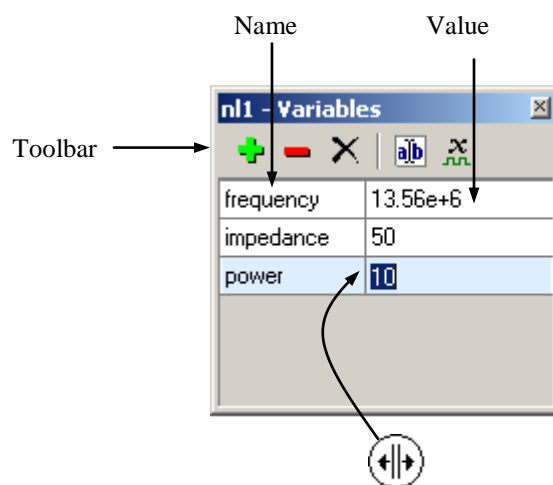 Name Value
nl1 - Variables
Toolbar
a b x
frequency 13.56e+6
impedance 50
power 10